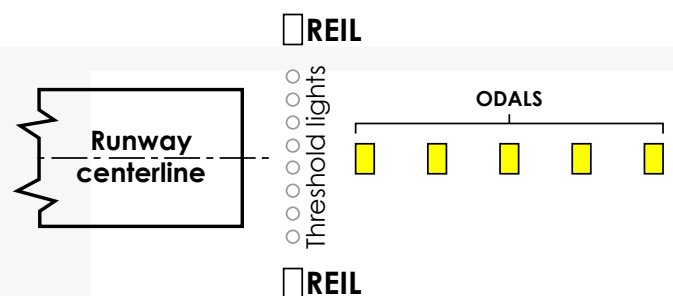 REIL
Threshold lights
ODALS
Runway
centerline
REIL